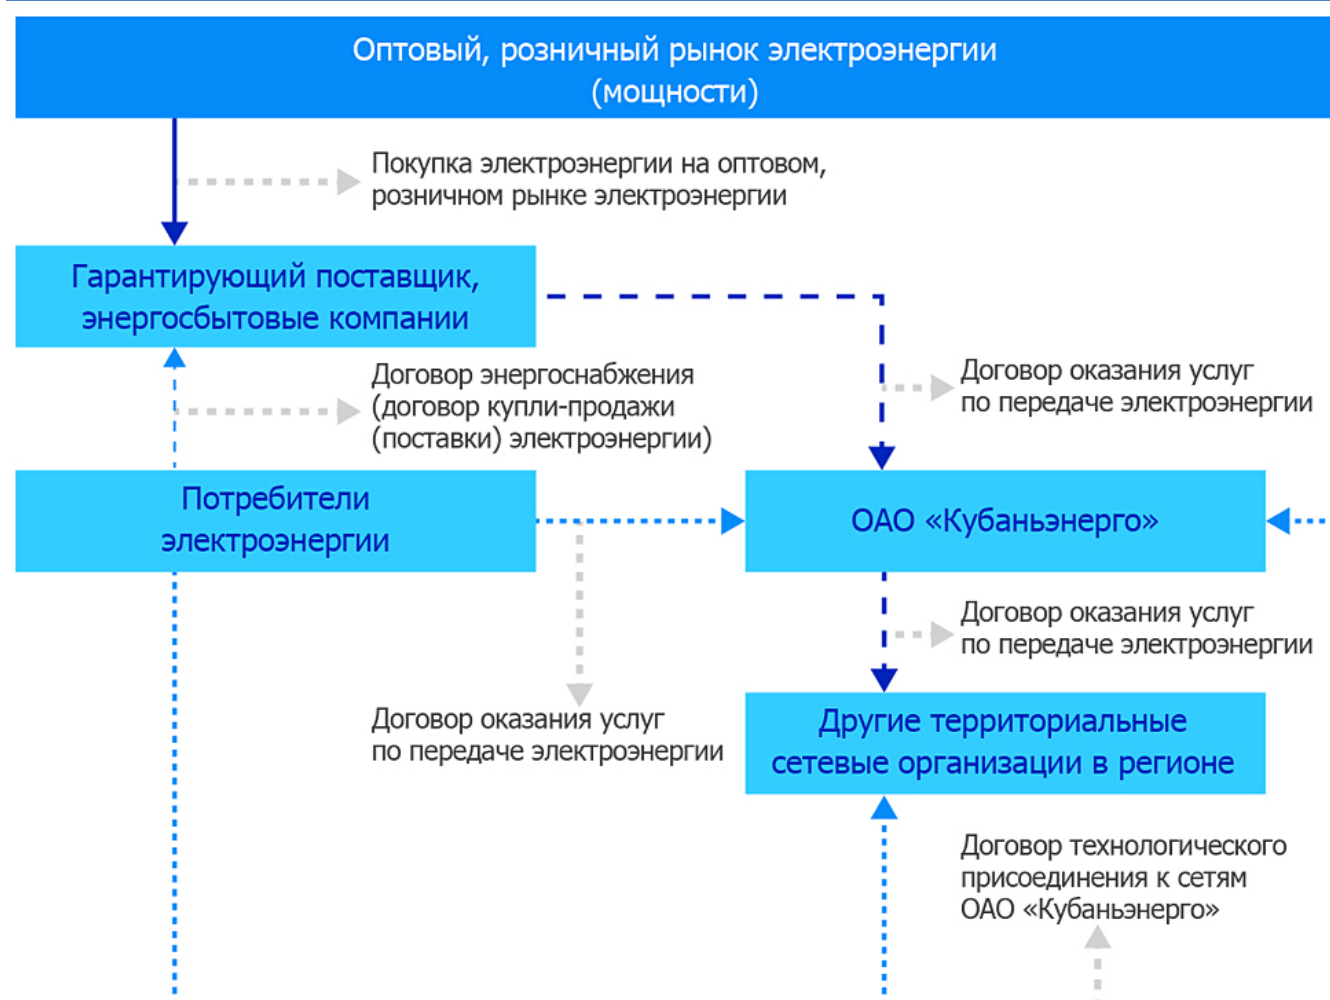 Оптовый, розничный рынок электроэнергии
(мощности)
Покупка электроэнергии на оптовом,
розничном рынке электроэнергии
Гарантирующий поставщик,
энергосбытовые компании
Договор энергоснабжения
(договор купли-продажи
(поставки) электроэнергии)
Договор оказания услуг
по передаче электроэнергии
Потребители
электроэнергии
ОАО «Кубаньэнерго»
Договор оказания услуг
по передаче электроэнергии
Договор оказания услуг
по передаче электроэнергии
Другие территориальные
сетевые организации в регионе
Договор технологического
присоединения к сетям
ОАО «Кубаньэнерго»